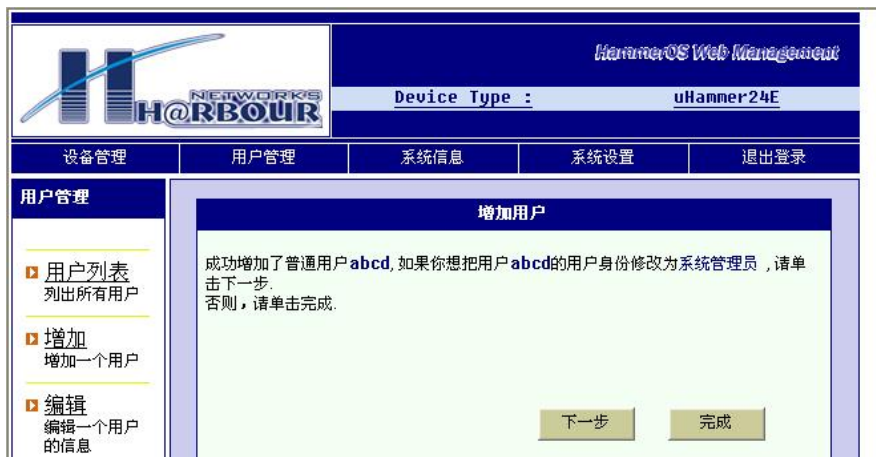 HammerOS Web Management
NETWORKS
H@RBOUR
Device Type : uHammer24E
设备管理 用户管理 系统信息 系统设置 退出登录
用户管理
用户列表
列出所有用户
增加
增加一个用户
编辑
编辑一个用户
的信息
增加用户
成功增加了普通用户abcd,如果你想把用户abcd的用户身份修改为系统管理员 ,请单
击下一步.
否则，请单击完成.
下一步 完成